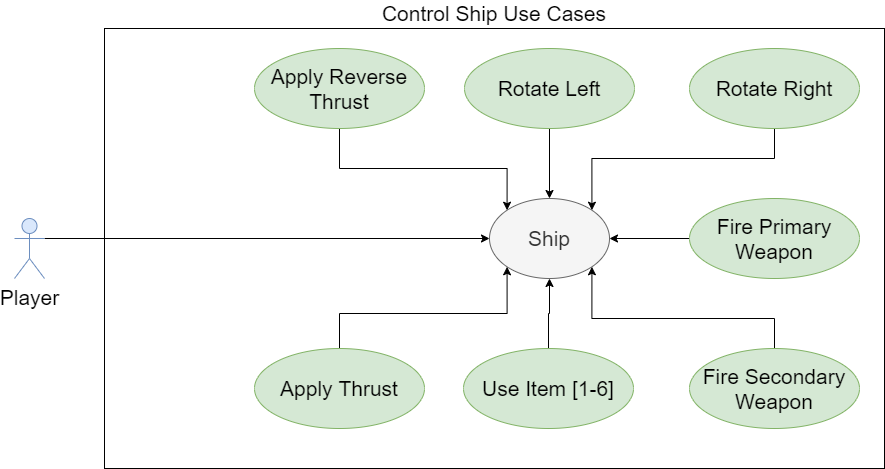 Control Ship Use Cases
Apply Reverse
Thrust
Rotate Left
Rotate Right
Ship
Fire Primary
Weapon
Player
Apply Thrust
Use Item [1-6]
Fire Secondary
Weapon